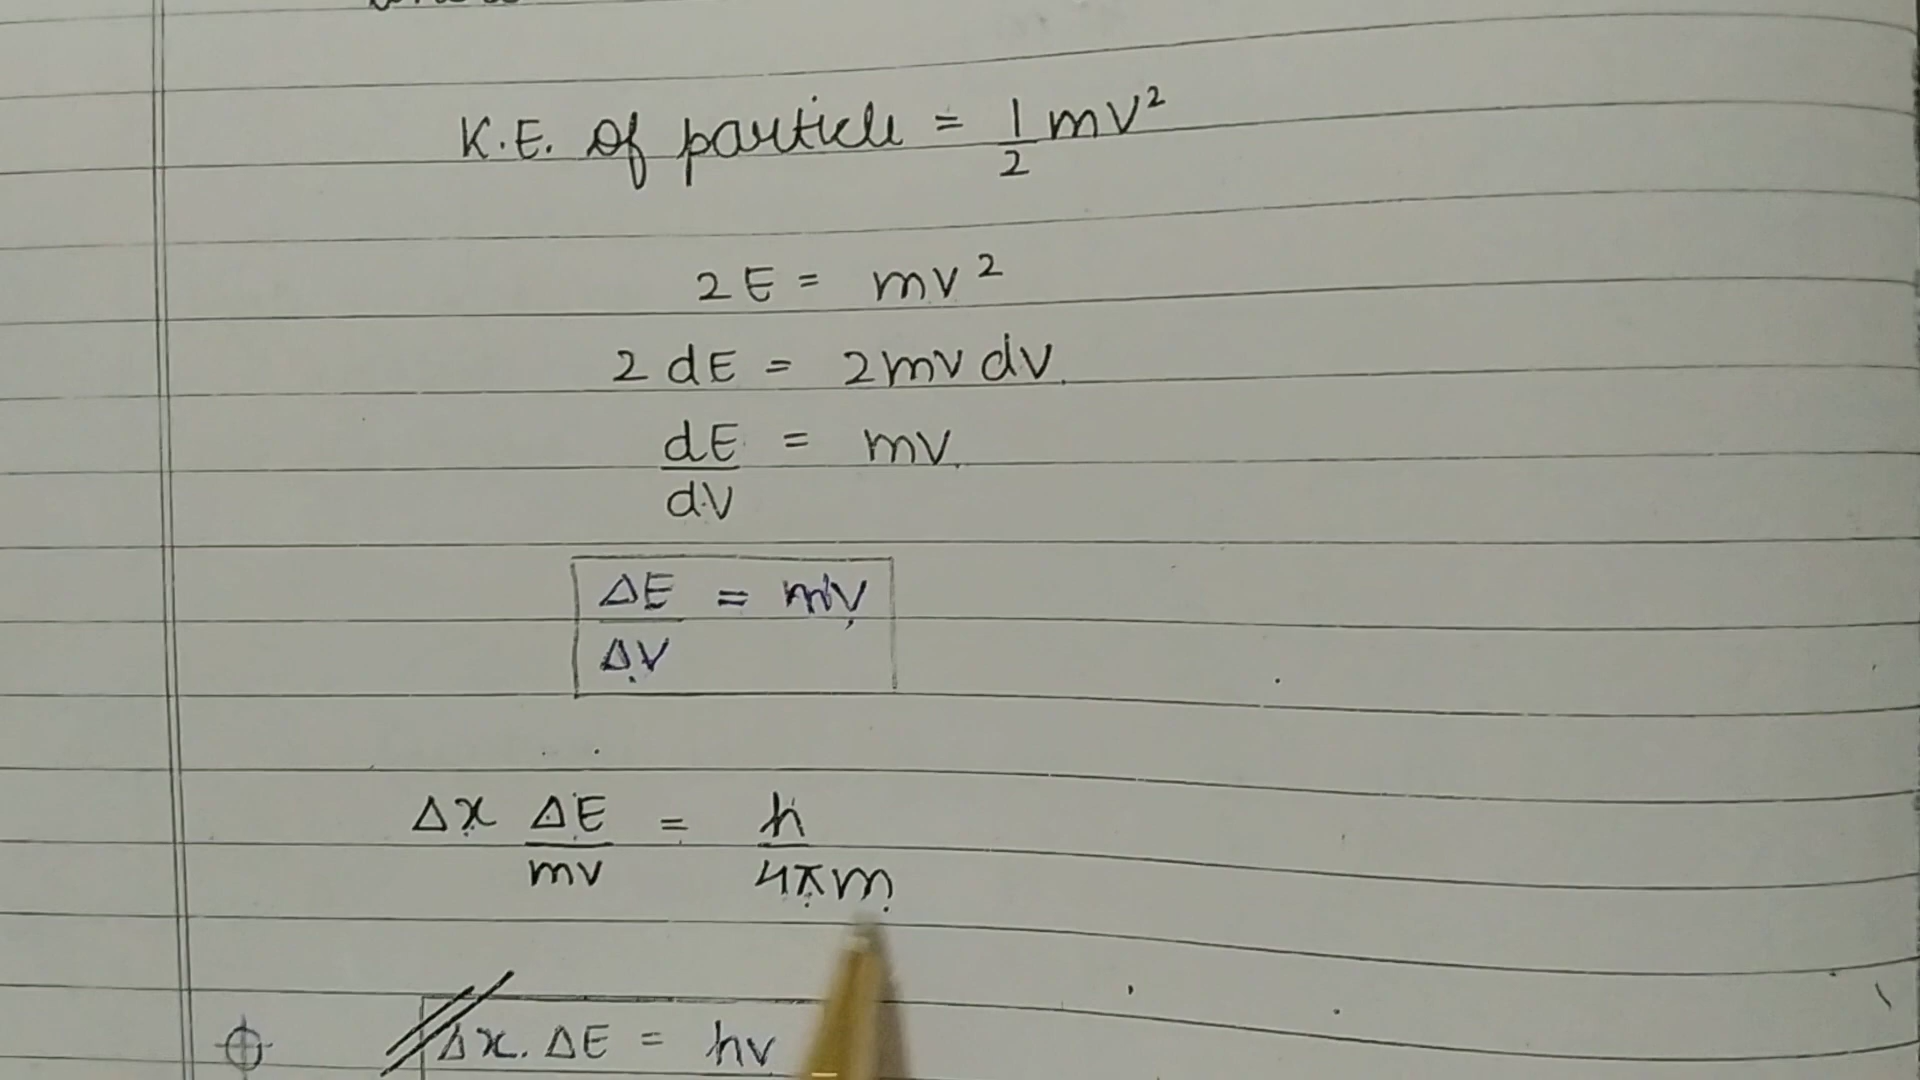 K.E. of particle = 1/2 mv²
2E = mv²
2 dE = 2mv dv
dE/dv = mv
ΔE/Δv = mv
Δx ΔE/mv = h/4πm
Δx. ΔE = hv